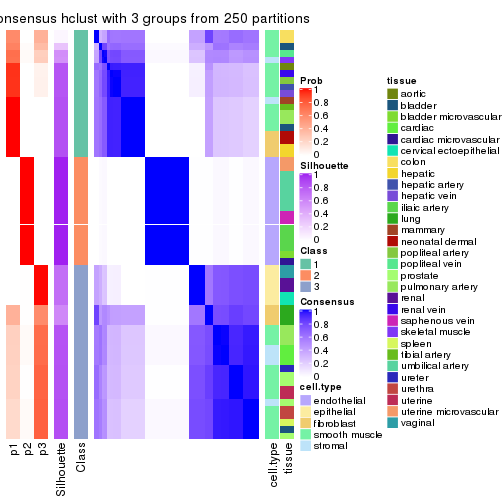 consensus hclust with 3 groups from 250 partitions
Prob
1
0.8
0.6
0.4
0.2
0
Silhouette
1
0.8
0.6
0.4
0.2
0
Class
1
2
3
Consensus
1
0.8
0.6
0.4
0.2
0
cell.type
endothelial
epithelial
fibroblast
smooth muscle
stromal
tissue
aortic
bladder
bladder microvascular
cardiac
cardiac microvascular
cervical ectoepithelial
colon
hepatic
hepatic artery
hepatic vein
iliaic artery
lung
mammary
neonatal dermal
popliteal artery
popliteal vein
prostate
pulmonary artery
renal
renal vein
saphenous vein
skeletal muscle
spleen
tibial artery
umbilical artery
ureter
urethra
uterine
uterine microvascular
vaginal
p1
p2
p3
Silhouette
Class
cell.type
tissue